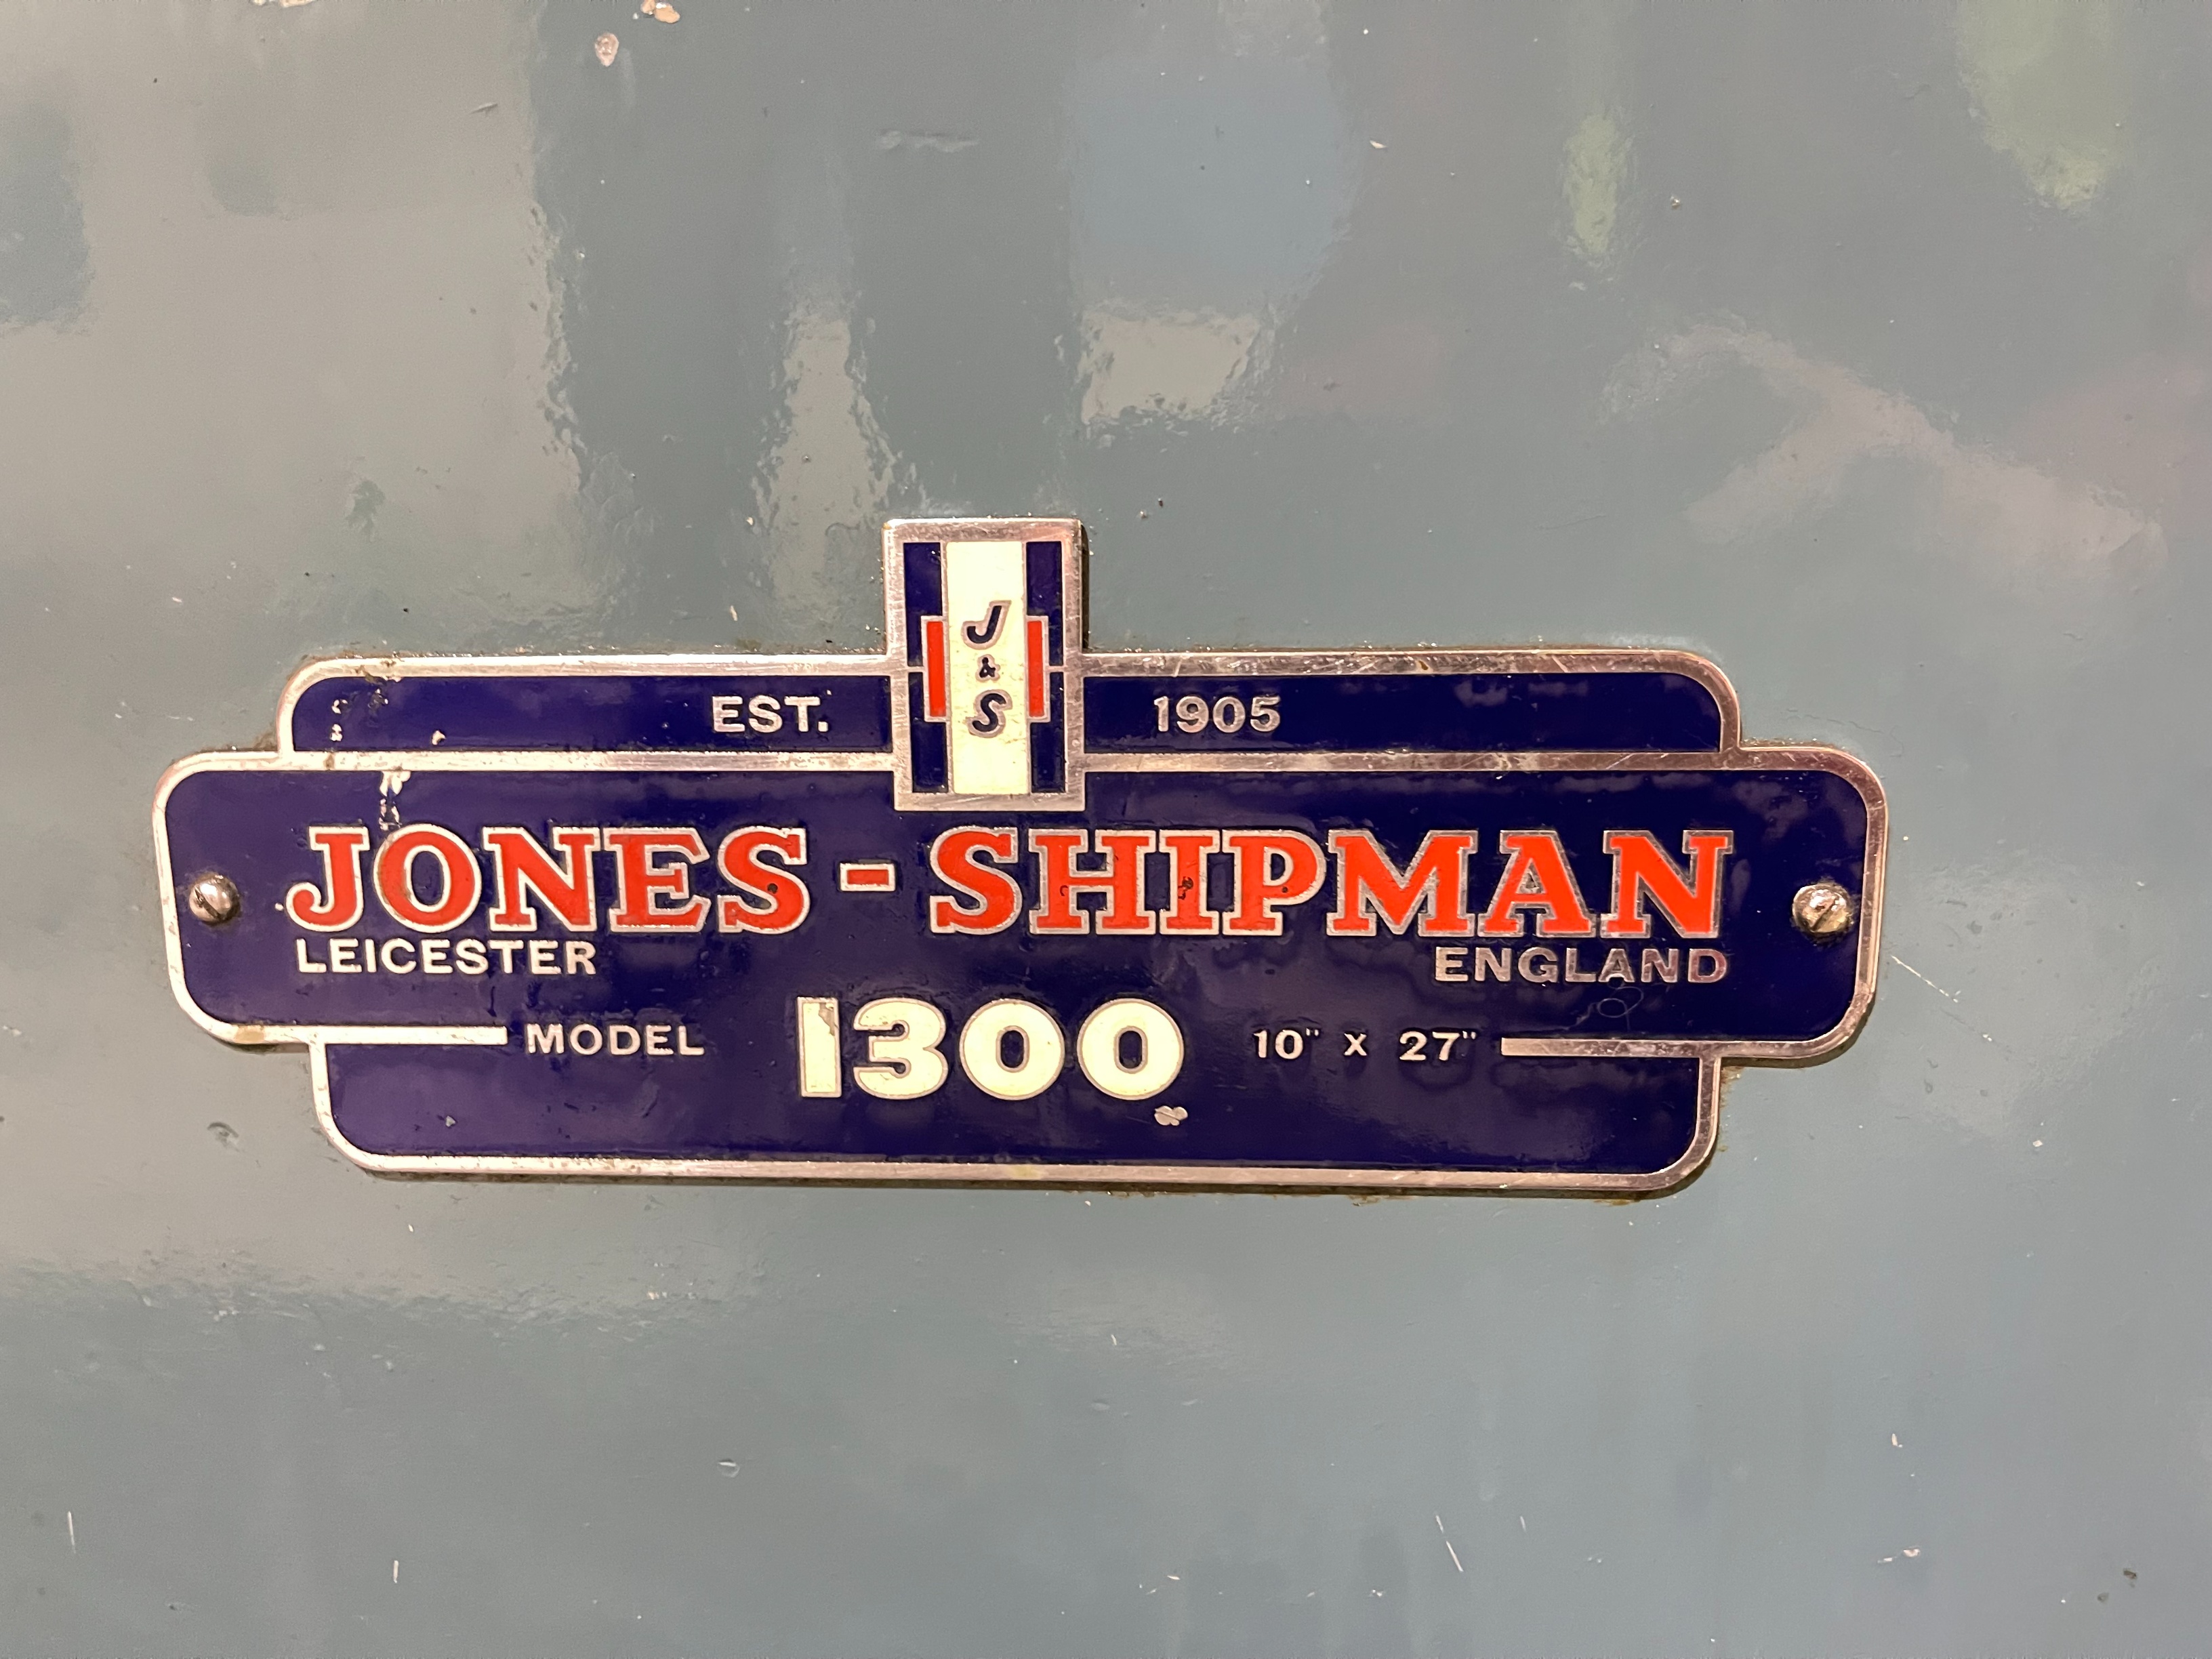 J
&
S
EST. 1905
JONES-SHIPMAN
LEICESTER ENGLAND
MODEL 1300 10" x 27"